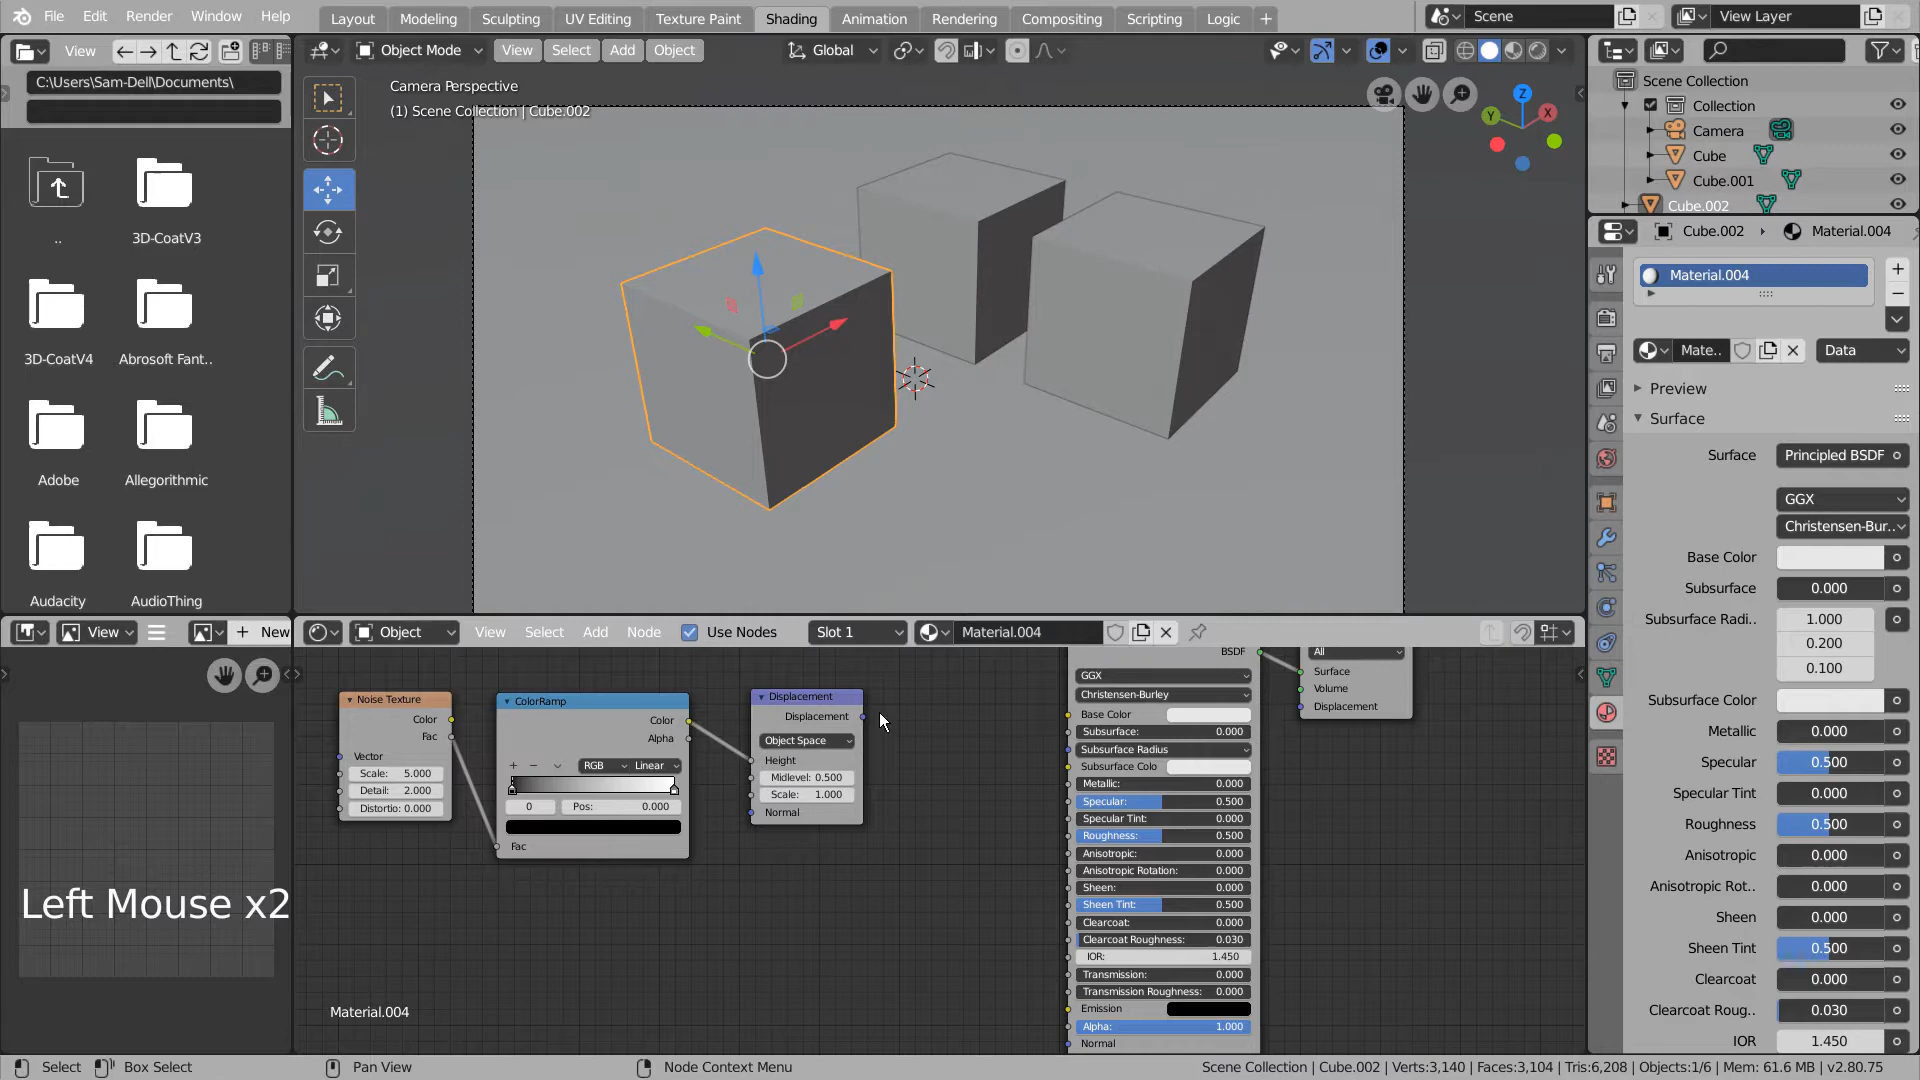 File Edit Render Window Help Layout Modeling Sculpting UV Editing Texture Paint Shading Animation Rendering Compositing Scripting Logic + Scene View Layer
View Object Mode View Select Add Object Global
C:\Users\Sam-Dell\Documents\
Camera Perspective
(1) Scene Collection | Cube.002
Z
Y
X
..
3D-CoatV3
3D-CoatV4
Abrosoft Fant..
Adobe
Allegorithmic
Audacity
AudioThing
Scene Collection
Collection
Camera
Cube
Cube.001
Cube.002
Cube.002 Material.004
Material.004
Mate.. Data
Preview
Surface
Surface Principled BSDF
GGX
Christensen-Bur..
Base Color
Subsurface 0.000
Subsurface Radi.. 1.000
0.200
0.100
Subsurface Color
Metallic 0.000
Specular 0.500
Specular Tint 0.000
Roughness 0.500
Anisotropic 0.000
Anisotropic Rot.. 0.000
Sheen 0.000
Sheen Tint 0.500
Clearcoat 0.000
Clearcoat Roug.. 0.030
IOR 1.450
View + New
Left Mouse x2
Object View Select Add Node Use Nodes Slot 1 Material.004
Noise Texture
Color
Fac
Vector
Scale: 5.000
Detail: 2.000
Distortio: 0.000
ColorRamp
Color
Alpha
RGB Linear
0 Pos: 0.000
Fac
Displacement
Displacement
Object Space
Height
Midlevel: 0.500
Scale: 1.000
Normal
BSDF
GGX
Christensen-Burley
Base Color
Subsurface: 0.000
Subsurface Radius
Subsurface Colo
Metallic: 0.000
Specular: 0.500
Specular Tint: 0.000
Roughness: 0.500
Anisotropic: 0.000
Anisotropic Rotation: 0.000
Sheen: 0.000
Sheen Tint: 0.500
Clearcoat: 0.000
Clearcoat Roughness: 0.030
IOR: 1.450
Transmission: 0.000
Transmission Roughness: 0.000
Emission
Alpha: 1.000
Normal
All
Surface
Volume
Displacement
Material.004
Select Box Select Pan View Node Context Menu Scene Collection | Cube.002 | Verts:3,140 | Faces:3,104 | Tris:6,208 | Objects:1/6 | Mem: 61.6 MB | v2.80.75